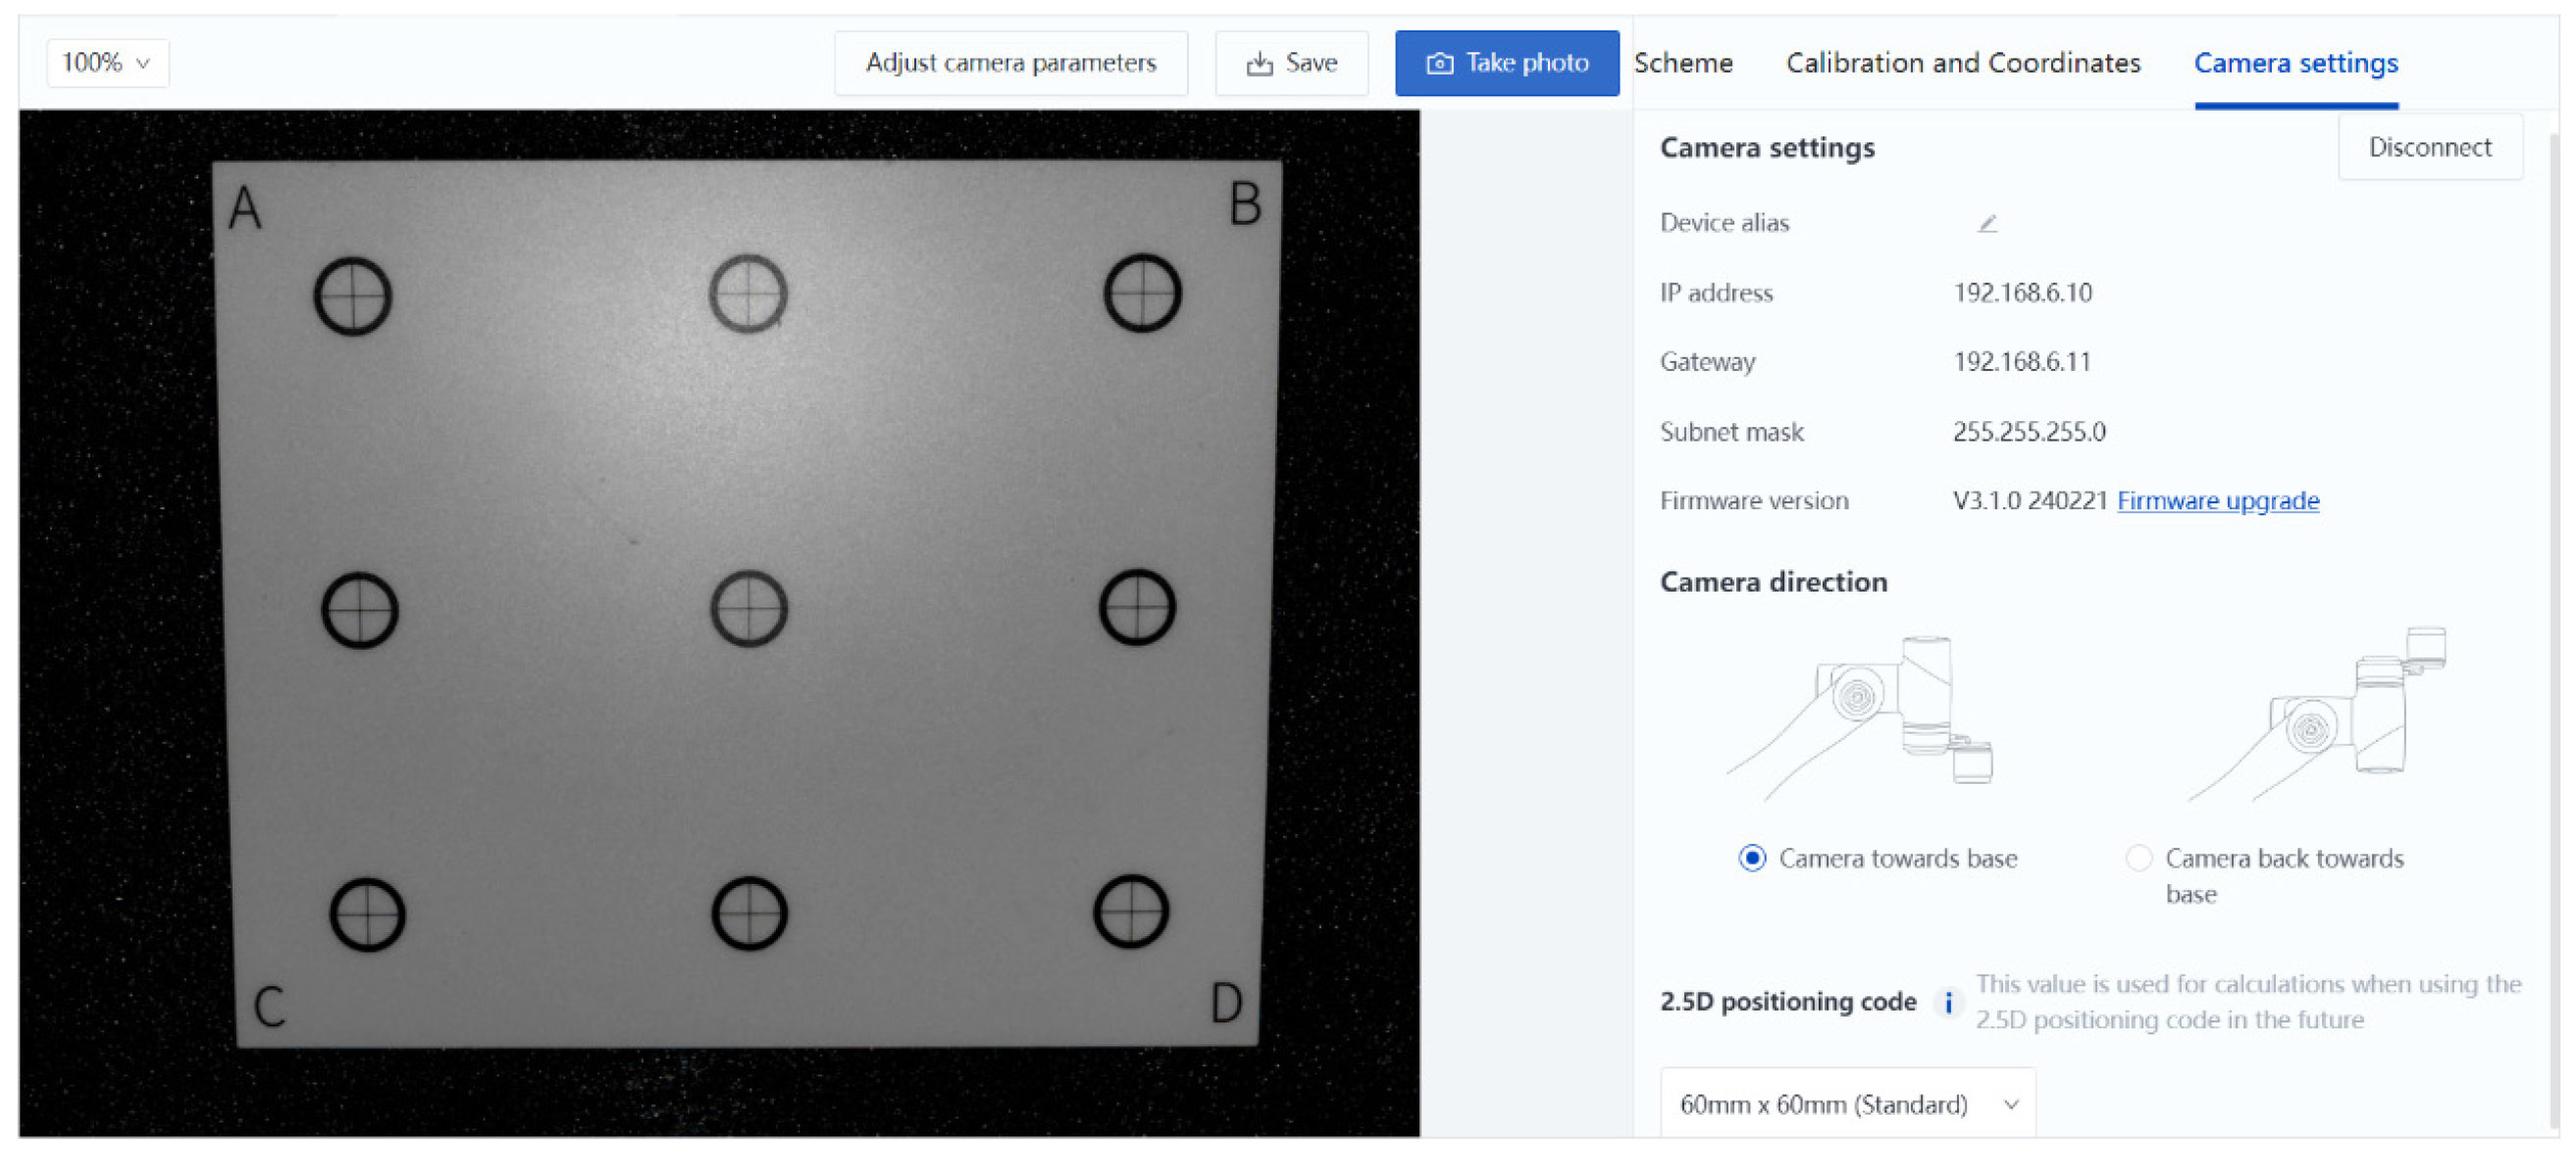 100%
Adjust camera parameters
Save
Take photo
Scheme
Calibration and Coordinates
Camera settings
A
B
C
D
Camera settings
Disconnect
Device alias
IP address 192.168.6.10
Gateway 192.168.6.11
Subnet mask 255.255.255.0
Firmware version V3.1.0 240221 Firmware upgrade
Camera direction
Camera towards base
Camera back towards
base
2.5D positioning code
This value is used for calculations when using the
2.5D positioning code in the future
60mm x 60mm (Standard)